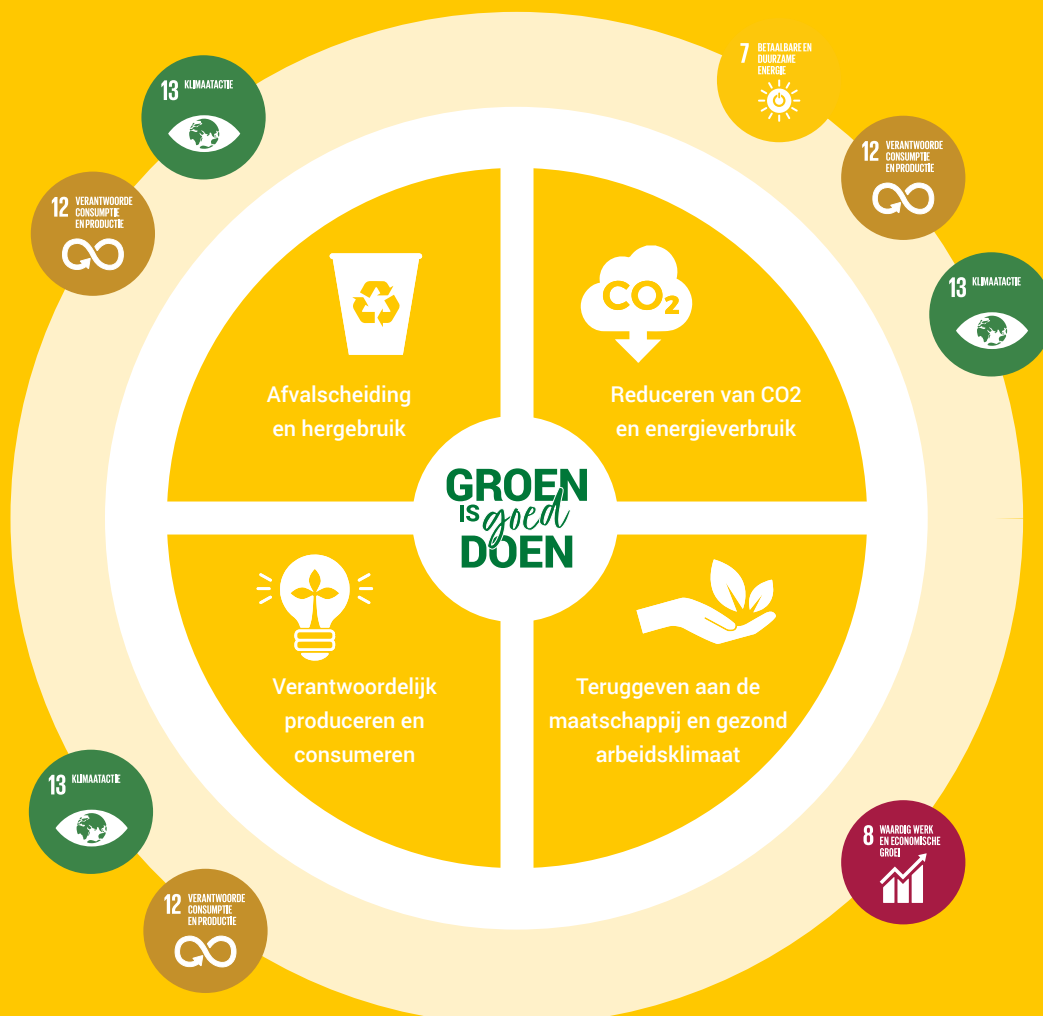 13 KLIMAATACTIE
7 BETAALBARE EN
DUURZAME
ENERGIE
12 VERANTWOORDE
CONSUMPTIE
EN PRODUCTIE
12 VERANTWOORDE
CONSUMPTIE
EN PRODUCTIE
13 KLIMAATACTIE
CO2
Afvalscheiding
en hergebruik
Reduceren van CO2
en energieverbruik
GROEN
IS goed
DOEN
Verantwoordelijk
produceren en
consumeren
Teruggeven aan de
maatschappij en gezond
arbeidsklimaat
13 KLIMAATACTIE
12 VERANTWOORDE
CONSUMPTIE
EN PRODUCTIE
8 WAARDIG WERK
EN ECONOMISCHE
GROEI